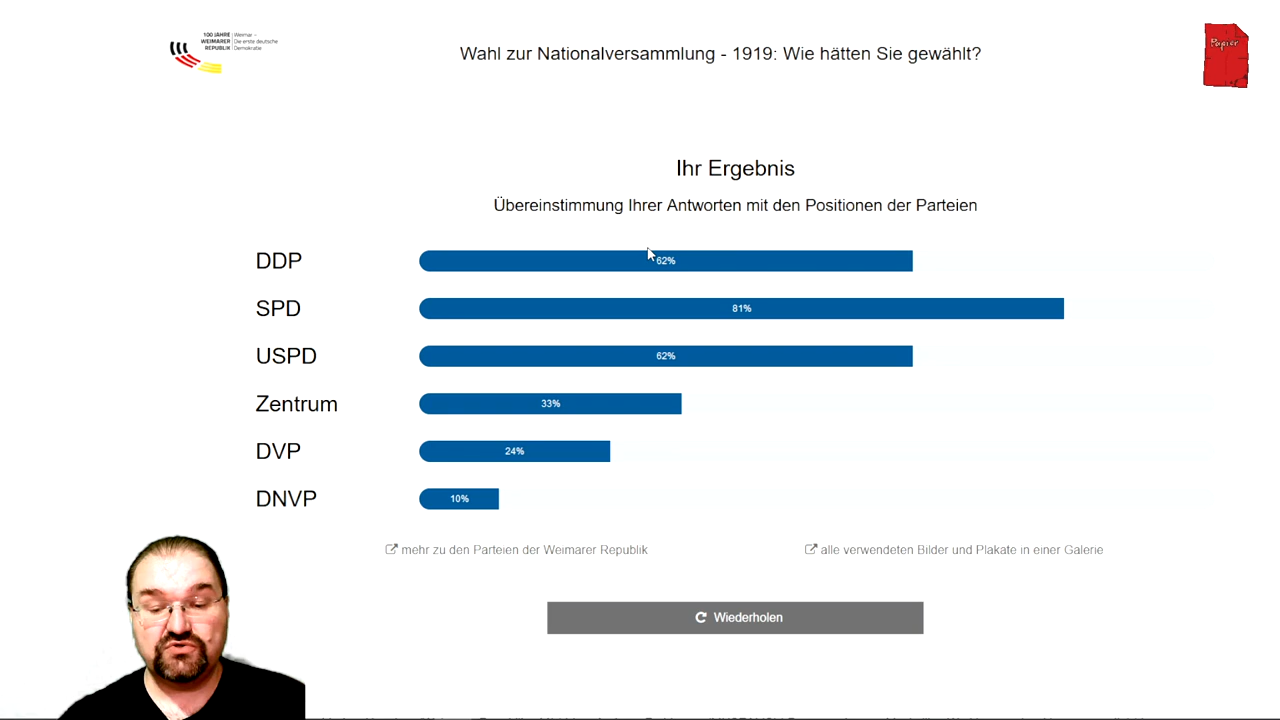 100 JAHRE
WEIMARER
REPUBLIK
Weimar –
Die erste deutsche
Demokratie
Wahl zur Nationalversammlung - 1919: Wie hätten Sie gewählt?
Papier
Ihr Ergebnis
Übereinstimmung Ihrer Antworten mit den Positionen der Parteien
DDP 62%
SPD 81%
USPD 62%
Zentrum 33%
DVP 24%
DNVP 10%
mehr zu den Parteien der Weimarer Republik
alle verwendeten Bilder und Plakate in einer Galerie
Wiederholen